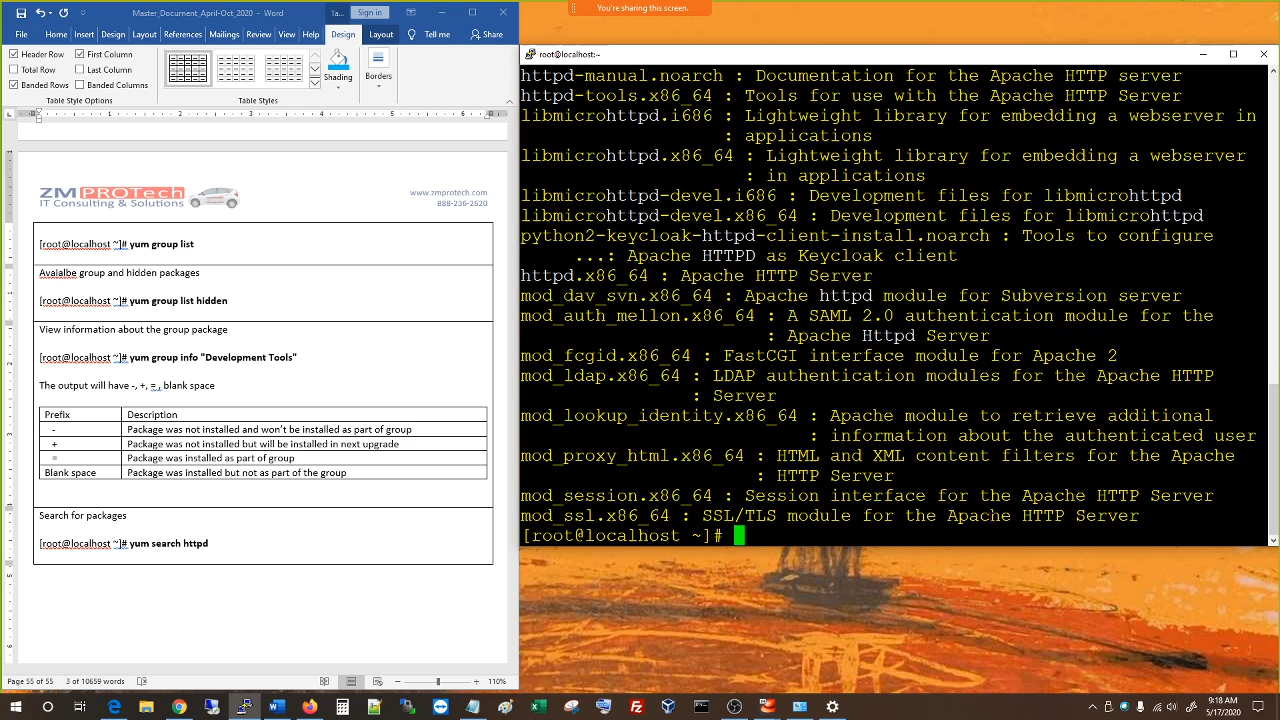 You're sharing this screen.
Master_Document_April-Oct_2020 - Word
Ta...
Sign in
File Home Insert Design Layout References Mailings Review View Help Design Layout Tell me Share
Header Row First Column
Total Row Last Column
Banded Rows Banded Columns
Shading
Borders
Table Style Options
Table Styles
ZM PROTech
IT Consulting & Solutions
www.zmprotech.com
888-236-2620
[root@localhost ~]# yum group list
Avaialbe group and hidden packages
[root@localhost ~]# yum group list hidden
View information about the group package
[root@localhost ~]# yum group info "Development Tools"
The output will have -, +, =, blank space
Prefix Description
- Package was not installed and won't be installed as part of group
+ Package was not installed but will be installed in next upgrade
= Package was installed as part of group
Blank space Package was installed but not as part of the group
Search for packages
[root@localhost ~]# yum search httpd
Page 55 of 55 3 of 10659 words
110%
root@localhost:~
httpd-manual.noarch : Documentation for the Apache HTTP server
httpd-tools.x86_64 : Tools for use with the Apache HTTP Server
libmicrohttpd.i686 : Lightweight library for embedding a webserver in
: applications
libmicrohttpd.x86_64 : Lightweight library for embedding a webserver
: in applications
libmicrohttpd-devel.i686 : Development files for libmicrohttpd
libmicrohttpd-devel.x86_64 : Development files for libmicrohttpd
python2-keycloak-httpd-client-install.noarch : Tools to configure
...: Apache HTTPD as Keycloak client
httpd.x86_64 : Apache HTTP Server
mod_dav_svn.x86_64 : Apache httpd module for Subversion server
mod_auth_mellon.x86_64 : A SAML 2.0 authentication module for the
: Apache Httpd Server
mod_fcgid.x86_64 : FastCGI interface module for Apache 2
mod_ldap.x86_64 : LDAP authentication modules for the Apache HTTP
: Server
mod_lookup_identity.x86_64 : Apache module to retrieve additional
: information about the authenticated user
mod_proxy_html.x86_64 : HTML and XML content filters for the Apache
: HTTP Server
mod_session.x86_64 : Session interface for the Apache HTTP Server
mod_ssl.x86_64 : SSL/TLS module for the Apache HTTP Server
[root@localhost ~]#
9:18 AM
5/17/2020